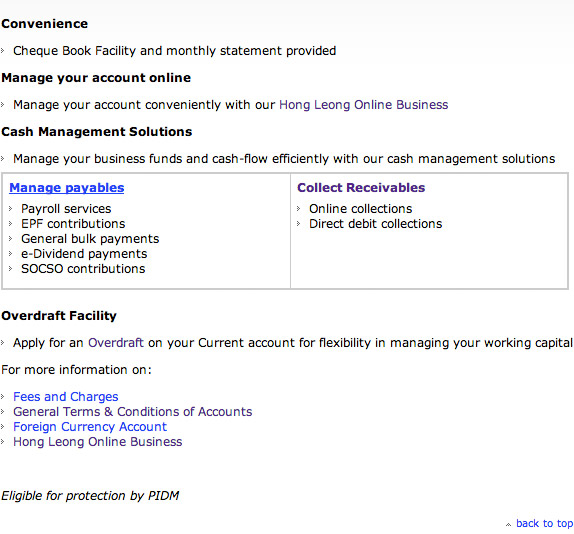 Convenience
Cheque Book Facility and monthly statement provided
Manage your account online
Manage your account conveniently with our Hong Leong Online Business
Cash Management Solutions
Manage your business funds and cash-flow efficiently with our cash management solutions
Manage payables
Payroll services
EPF contributions
General bulk payments
e-Dividend payments
SOCSO contributions
Collect Receivables
Online collections
Direct debit collections
Overdraft Facility
Apply for an Overdraft on your Current account for flexibility in managing your working capital
For more information on:
Fees and Charges
General Terms & Conditions of Accounts
Foreign Currency Account
Hong Leong Online Business
Eligible for protection by PIDM
back to top